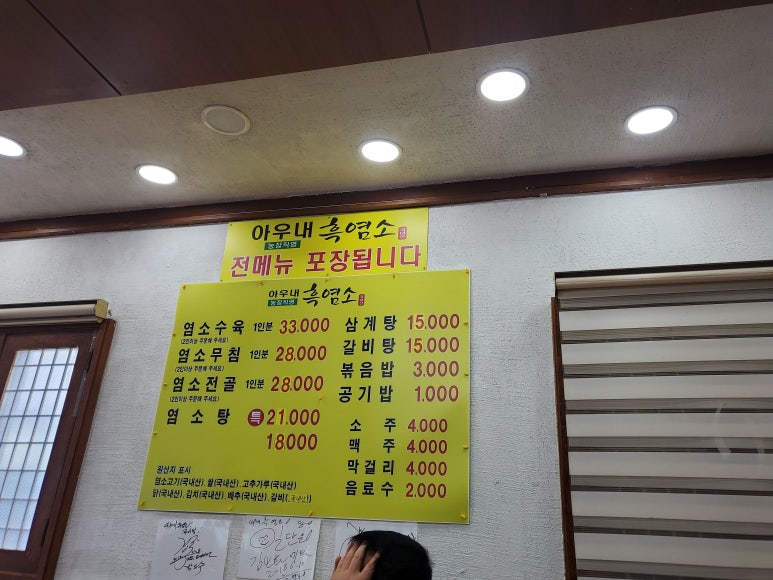 아우내 흑염소
농장직영
전메뉴 포장됩니다
아우내 흑염소
농장직영
염소수육 1인분 33.000
(2인이상 주문해 주세요)
염소무침 1인분 28.000
(2인이상 주문해 주세요)
염소전골 1인분 28.000
(2인이상 주문해 주세요)
염소탕 특 21.000
18.000
삼계탕 15.000
갈비탕 15.000
볶음밥 3.000
공기밥 1.000
소주 4.000
맥주 4.000
막걸리 4.000
음료수 2.000
원산지 표시
염소고기(국내산), 쌀(국내산), 고추가루(국내산)
닭(국내산), 김치(국내산), 배추(국내산), 갈비(국내산)